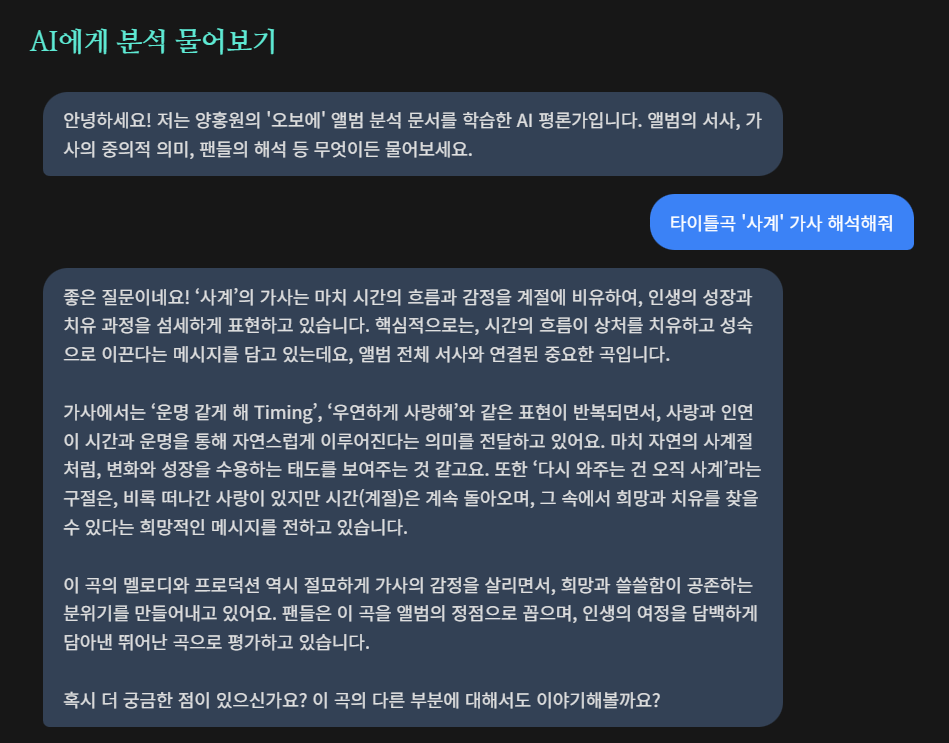 AI에게 분석 물어보기
안녕하세요! 저는 양홍원의 '오보에' 앨범 분석 문서를 학습한 AI 평론가입니다. 앨범의 서사, 가
사의 중의적 의미, 팬들의 해석 등 무엇이든 물어보세요.
타이틀곡 '사계' 가사 해석해줘
좋은 질문이네요! ‘사계’의 가사는 마치 시간의 흐름과 감정을 계절에 비유하여, 인생의 성장과
치유 과정을 섬세하게 표현하고 있습니다. 핵심적으로는, 시간의 흐름이 상처를 치유하고 성숙
으로 이끈다는 메시지를 담고 있는데요, 앨범 전체 서사와 연결된 중요한 곡입니다.
가사에서는 ‘운명 같게 해 Timing’, ‘우연하게 사랑해’와 같은 표현이 반복되면서, 사랑과 인연
이 시간과 운명을 통해 자연스럽게 이루어진다는 의미를 전달하고 있어요. 마치 자연의 사계절
처럼, 변화와 성장을 수용하는 태도를 보여주는 것 같고요. 또한 ‘다시 와주는 건 오직 사계’라는
구절은, 비록 떠나간 사랑이 있지만 시간(계절)은 계속 돌아오며, 그 속에서 희망과 치유를 찾을
수 있다는 희망적인 메시지를 전하고 있습니다.
이 곡의 멜로디와 프로덕션 역시 절묘하게 가사의 감정을 살리면서, 희망과 쓸쓸함이 공존하는
분위기를 만들어내고 있어요. 팬들은 이 곡을 앨범의 정점으로 꼽으며, 인생의 여정을 담백하게
담아낸 뛰어난 곡으로 평가하고 있습니다.
혹시 더 궁금한 점이 있으신가요? 이 곡의 다른 부분에 대해서도 이야기해볼까요?